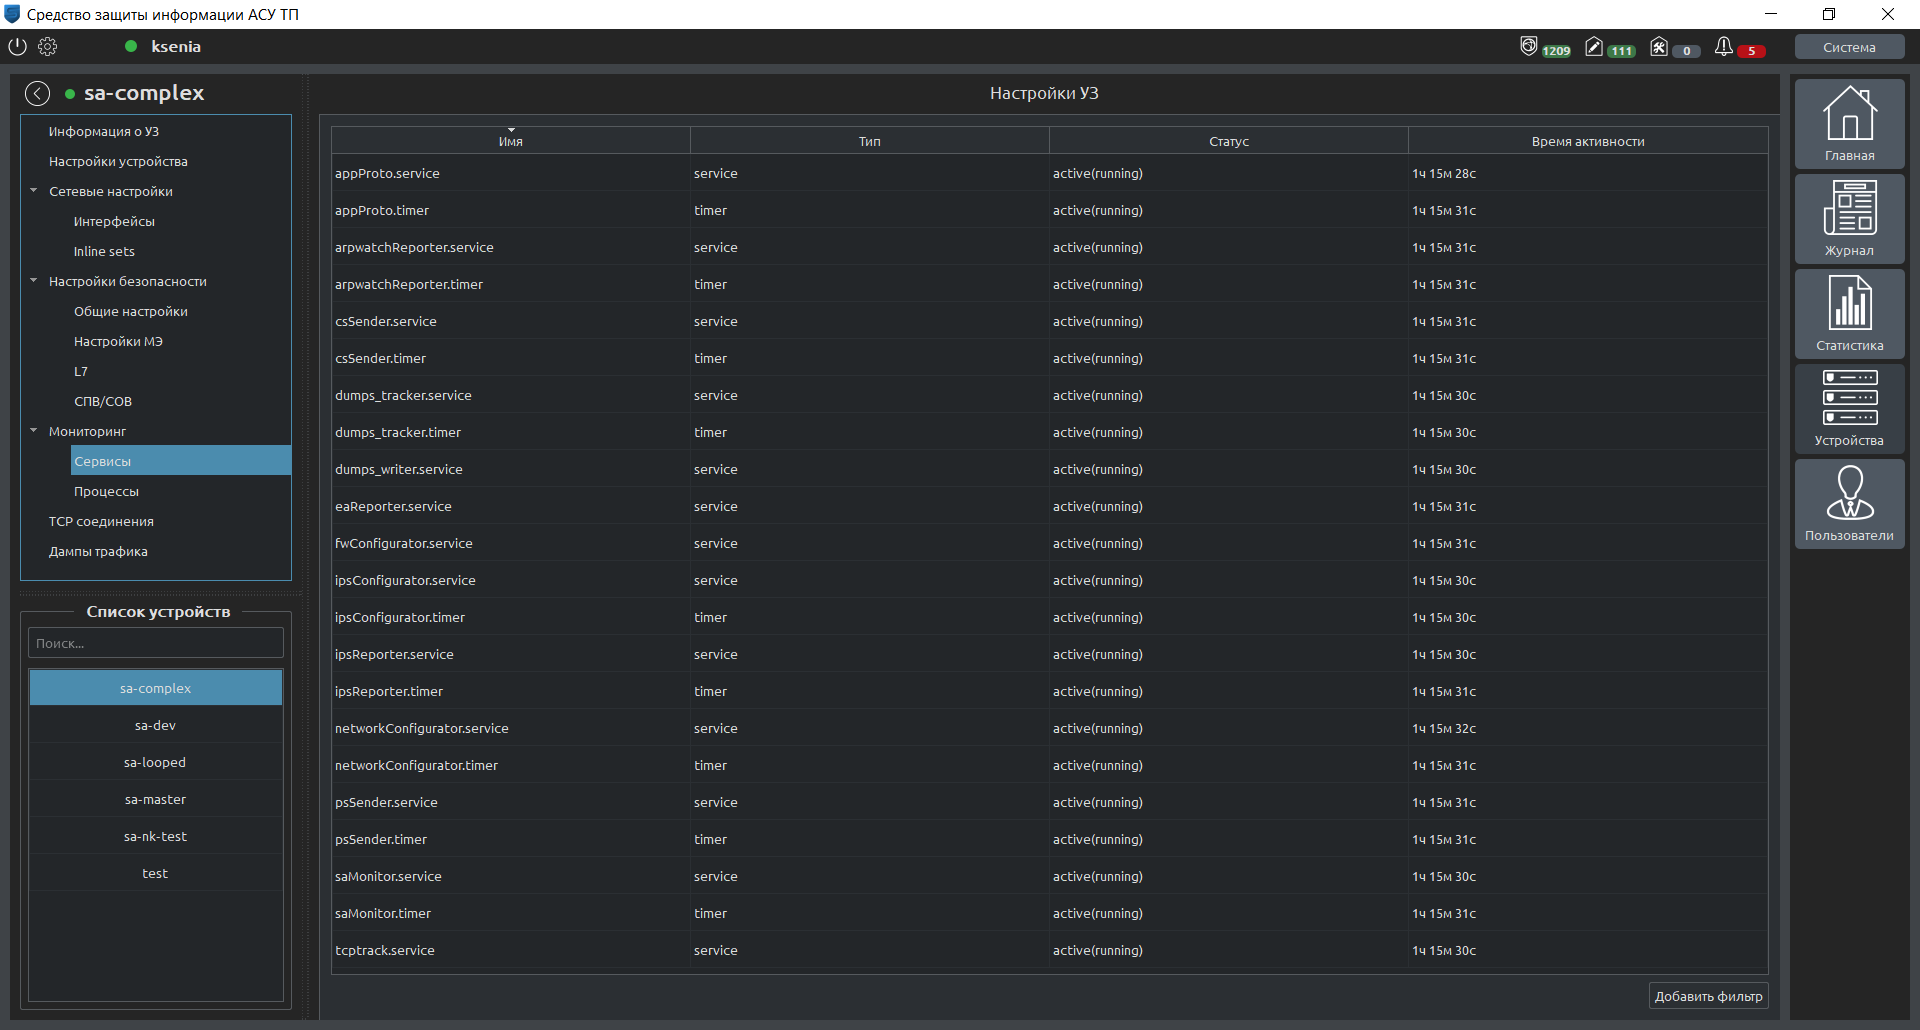 Средство защиты информации АСУ ТП
ksenia
1209
111
0
5
Система
sa-complex
Информация о УЗ
Настройки устройства
Сетевые настройки
Интерфейсы
Inline sets
Настройки безопасности
Общие настройки
Настройки МЭ
L7
СПВ/СОВ
Мониторинг
Сервисы
Процессы
TCP соединения
Дампы трафика
Список устройств
Поиск...
sa-complex
sa-dev
sa-looped
sa-master
sa-nk-test
test
Настройки УЗ
Имя Тип Статус Время активности
appProto.service service active(running) 1ч 15м 28с
appProto.timer timer active(running) 1ч 15м 31с
arpwatchReporter.service service active(running) 1ч 15м 31с
arpwatchReporter.timer timer active(running) 1ч 15м 31с
csSender.service service active(running) 1ч 15м 31с
csSender.timer timer active(running) 1ч 15м 31с
dumps_tracker.service service active(running) 1ч 15м 30с
dumps_tracker.timer timer active(running) 1ч 15м 30с
dumps_writer.service service active(running) 1ч 15м 30с
eaReporter.service service active(running) 1ч 15м 31с
fwConfigurator.service service active(running) 1ч 15м 31с
ipsConfigurator.service service active(running) 1ч 15м 30с
ipsConfigurator.timer timer active(running) 1ч 15м 30с
ipsReporter.service service active(running) 1ч 15м 30с
ipsReporter.timer timer active(running) 1ч 15м 31с
networkConfigurator.service service active(running) 1ч 15м 32с
networkConfigurator.timer timer active(running) 1ч 15м 31с
psSender.service service active(running) 1ч 15м 31с
psSender.timer timer active(running) 1ч 15м 31с
saMonitor.service service active(running) 1ч 15м 30с
saMonitor.timer timer active(running) 1ч 15м 31с
tcptrack.service service active(running) 1ч 15м 30с
Добавить фильтр
Главная
Журнал
Статистика
Устройства
Пользователи